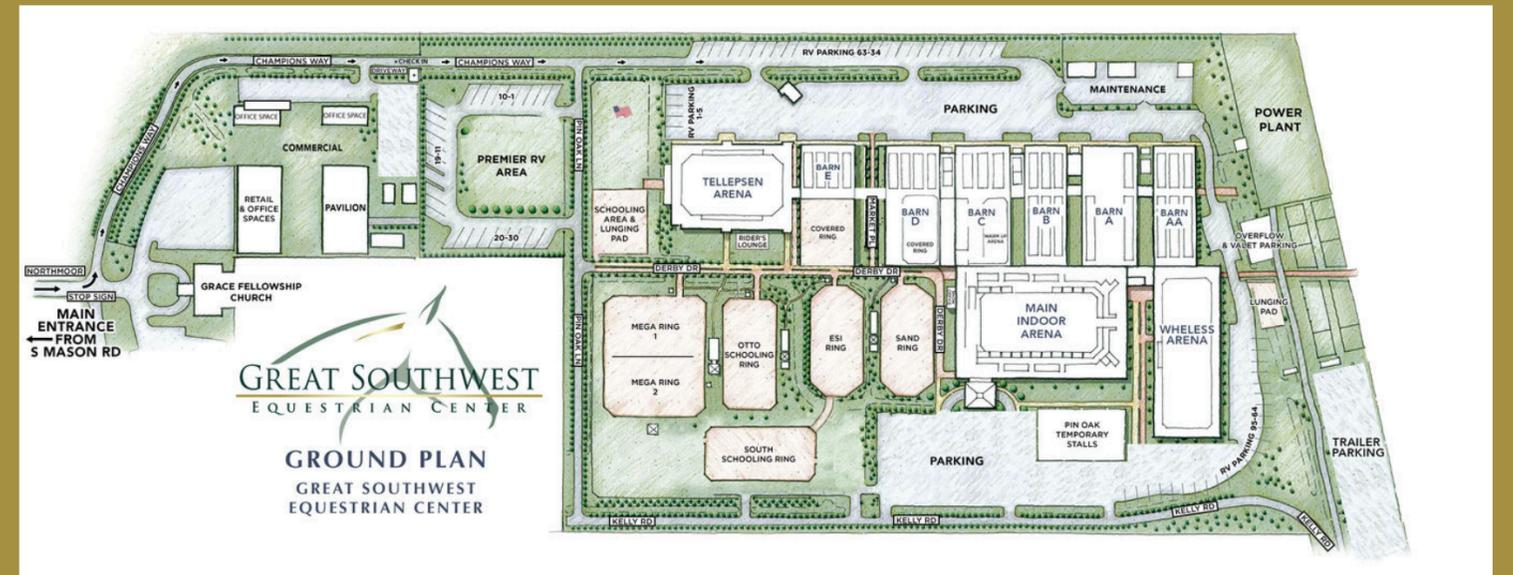 RV PARKING 63-34
CHAMPIONS WAY
CHECK IN
CHAMPIONS WAY
DRIVEWAY
MAINTENANCE
10-1
RV PARKING
1-5
PARKING
POWER
PLANT
OFFICE SPACE
OFFICE SPACE
COMMERCIAL
CHAMPIONS WAY
19-11
PREMIER RV
AREA
PIN OAK LN
TELLEPSEN
ARENA
BARN
E
RETAIL
& OFFICE
SPACES
PAVILION
SCHOOLING
AREA &
LUNGING
PAD
COVERED
RING
MARKET PL
BARN
D
COVERED
RING
BARN
C
WARM UP
ARENA
BARN
B
BARN
A
BARN
AA
20-30
RIDER'S
LOUNGE
OVERFLOW
& VALET PARKING
NORTHMOOR
STOP SIGN
DERBY DR
DERBY DR
GRACE FELLOWSHIP
CHURCH
MAIN
ENTRANCE
FROM
S MASON RD
MEGA RING
1
MEGA RING
2
OTTO
SCHOOLING
RING
ESI
RING
SAND
RING
DERBY DR
MAIN
INDOOR
ARENA
WHELESS
ARENA
LUNGING
PAD
PIN OAK LN
GREAT SOUTHWEST
EQUESTRIAN CENTER
GROUND PLAN
GREAT SOUTHWEST
EQUESTRIAN CENTER
SOUTH
SCHOOLING RING
PARKING
PIN OAK
TEMPORARY
STALLS
RV PARKING 95-64
TRAILER
PARKING
KELLY RD
KELLY RD
KELLY RD
KELLY RD